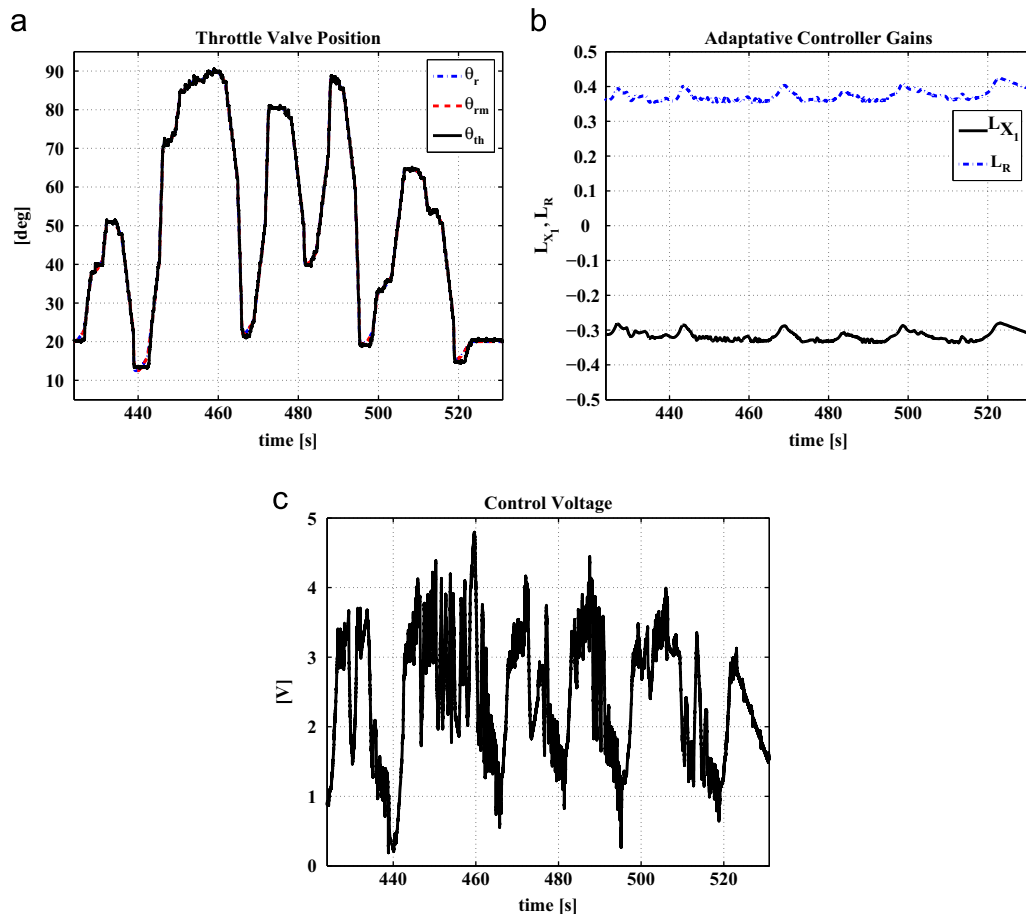 a
Throttle Valve Position
90
80
70
60
50
40
30
20
10
[deg]
θr
θrm
θth
440 460 480 500 520
time [s]
b
Adaptative Controller Gains
0.5
0.4
0.3
0.2
0.1
0
−0.1
−0.2
−0.3
−0.4
−0.5
LX1, LR
LX1
LR
440 460 480 500 520
time [s]
c
Control Voltage
5
4
3
2
1
0
[V]
440 460 480 500 520
time [s]